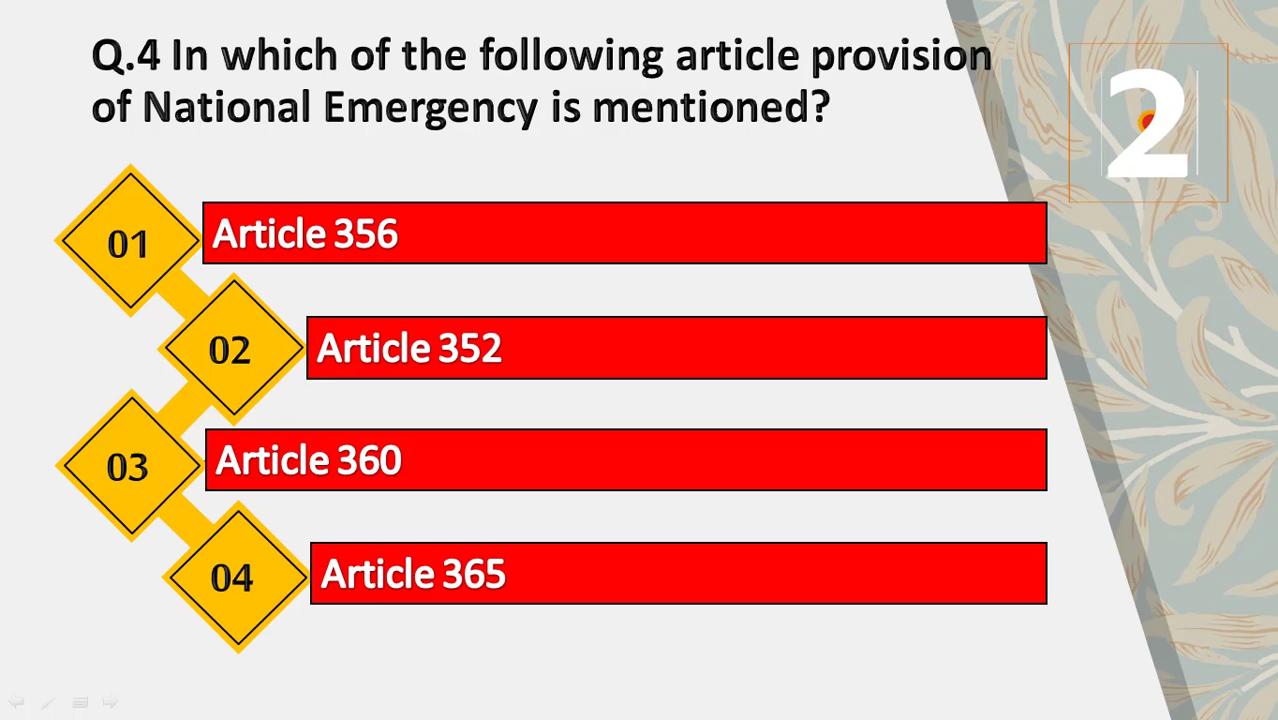 Q.4 In which of the following article provision
of National Emergency is mentioned?
2
01
Article 356
02
Article 352
03
Article 360
04
Article 365